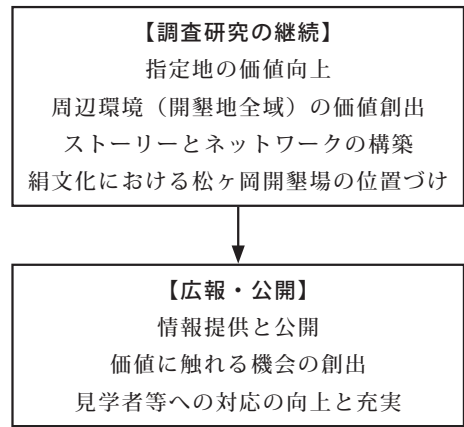 【調査研究の継続】
指定地の価値向上
周辺環境（開墾地全域）の価値創出
ストーリーとネットワークの構築
絹文化における松ヶ岡開墾場の位置づけ
【広報・公開】
情報提供と公開
価値に触れる機会の創出
見学者等への対応の向上と充実